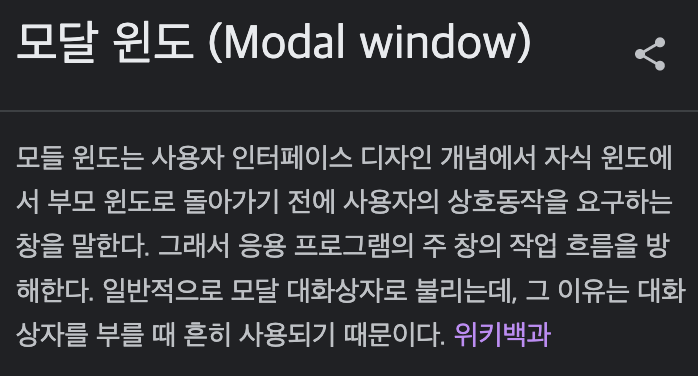 모달 윈도 (Modal window)
모들 윈도는 사용자 인터페이스 디자인 개념에서 자식 윈도에
서 부모 윈도로 돌아가기 전에 사용자의 상호동작을 요구하는
창을 말한다. 그래서 응용 프로그램의 주 창의 작업 흐름을 방
해한다. 일반적으로 모달 대화상자로 불리는데, 그 이유는 대화
상자를 부를 때 흔히 사용되기 때문이다. 위키백과